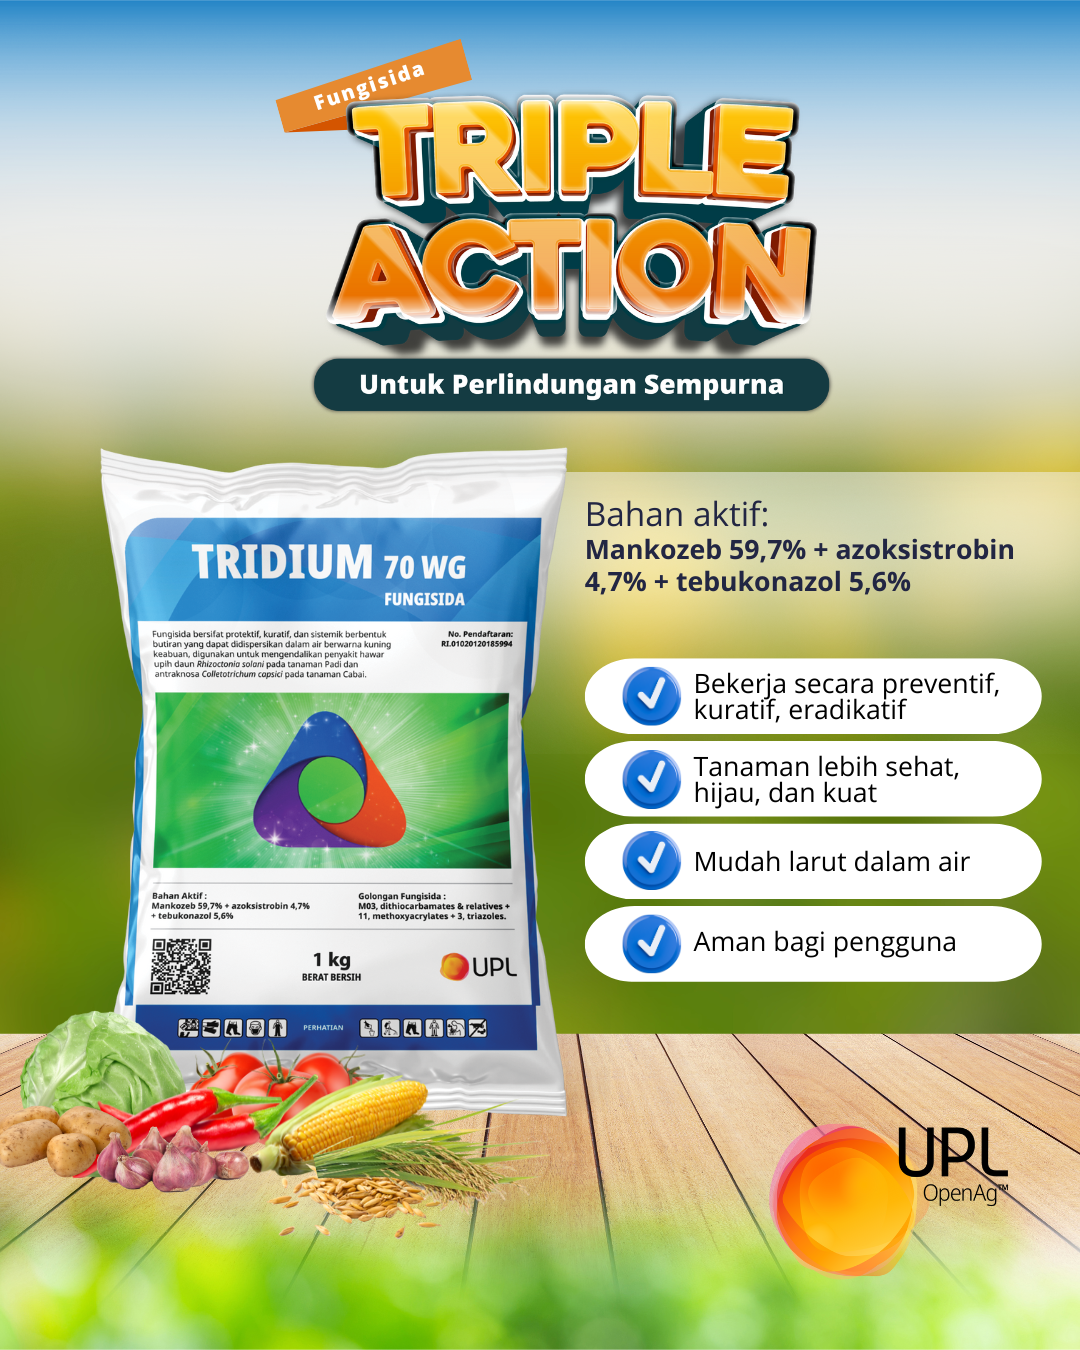 Fungisida
TRIPLE
ACTION
Untuk Perlindungan Sempurna
TRIDIUM 70 WG
FUNGISIDA
Fungisida bersifat protektif, kuratif, dan sistemik berbentuk
butiran yang dapat didispersikan dalam air berwarna kuning
keabuan, digunakan untuk mengendalikan penyakit hawar
upih daun Rhizoctonia solani pada tanaman Padi dan
antraknosa Colletotrichum capsici pada tanaman Cabai.
No. Pendaftaran:
RI.01020120185994
Bahan Aktif :
Mankozeb 59,7% + azoksistrobin 4,7%
+ tebukonazol 5,6%
Golongan Fungisida :
M03, dithiocarbamates & relatives +
11, methoxyacrylates + 3, triazoles.
1 kg
BERAT BERSIH
UPL
PERHATIAN
Bahan aktif:
Mankozeb 59,7% + azoksistrobin
4,7% + tebukonazol 5,6%
Bekerja secara preventif,
kuratif, eradikatif
Tanaman lebih sehat,
hijau, dan kuat
Mudah larut dalam air
Aman bagi pengguna
UPL
OpenAg™